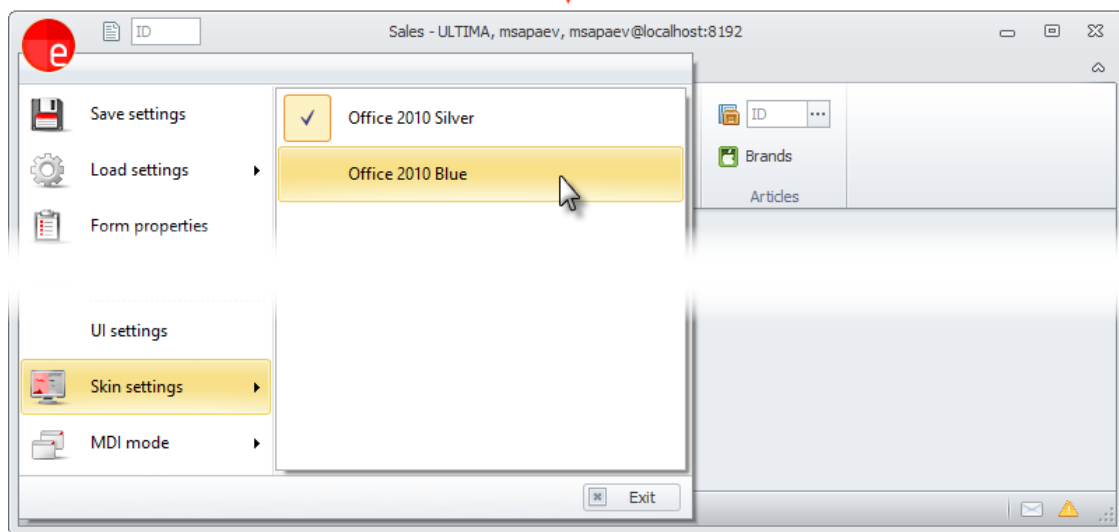 e
ID
Sales - ULTIMA, msapaev, msapaev@localhost:8192
Save settings
Load settings
Form properties
UI settings
Skin settings
MDI mode
Office 2010 Silver
Office 2010 Blue
ID
Brands
Articles
Exit